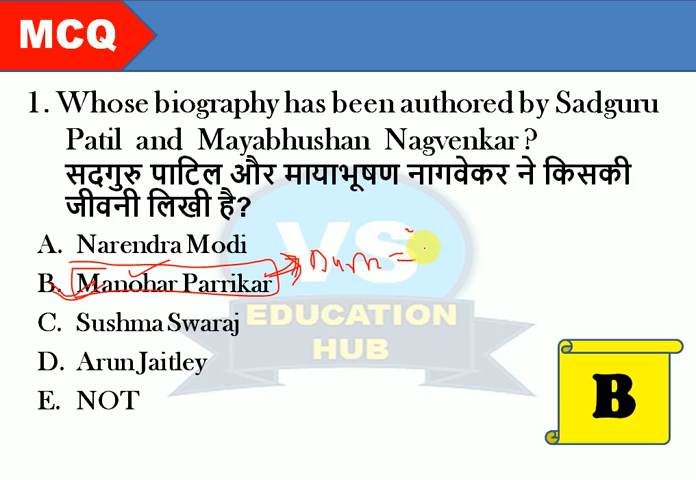 MCQ
1. Whose biography has been authored by Sadguru
Patil and Mayabhushan Nagvenkar ?
सदगुरु पाटिल और मायाभूषण नागवेकर ने किसकी
जीवनी लिखी है?
A. Narendra Modi
B. Manohar Parrikar
C. Sushma Swaraj
D. Arun Jaitley
E. NOT
VS
EDUCATION
HUB
B